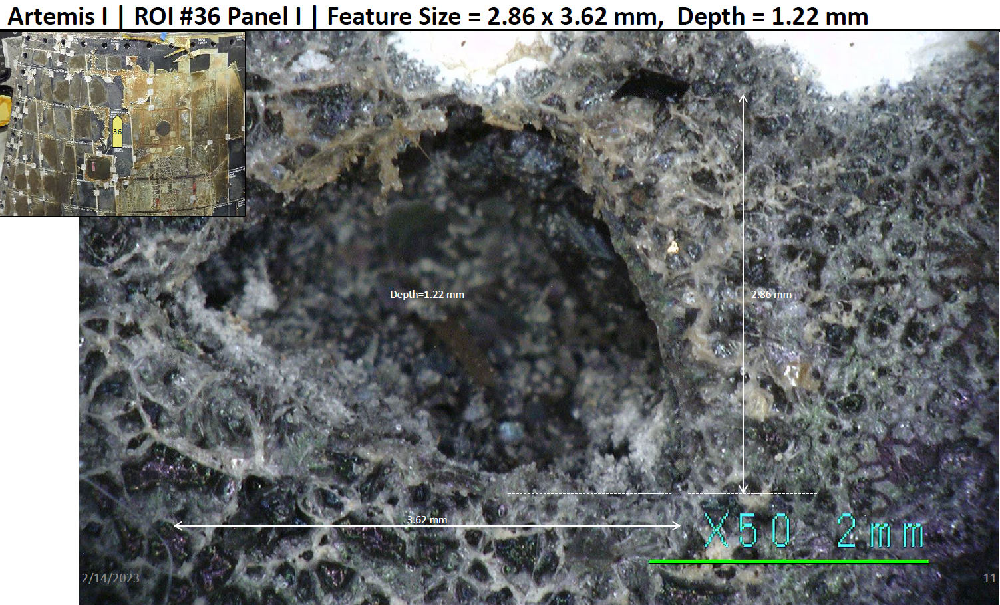 Artemis I | ROI #36 Panel I | Feature Size = 2.86 x 3.62 mm, Depth = 1.22 mm
36
Depth=1.22 mm
2.86 mm
3.62 mm
X50 2mm
2/14/2023
11